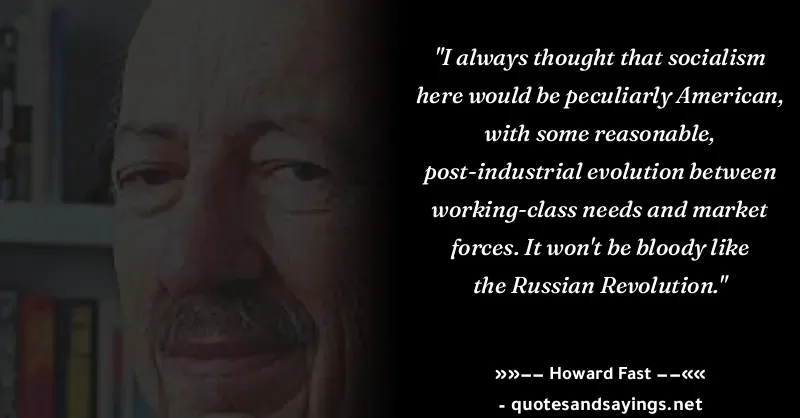 "I always thought that socialism
here would be peculiarly American,
with some reasonable,
post-industrial evolution between
working-class needs and market
forces. It won't be bloody like
the Russian Revolution."
»»–– Howard Fast ––««
- quotesandsayings.net